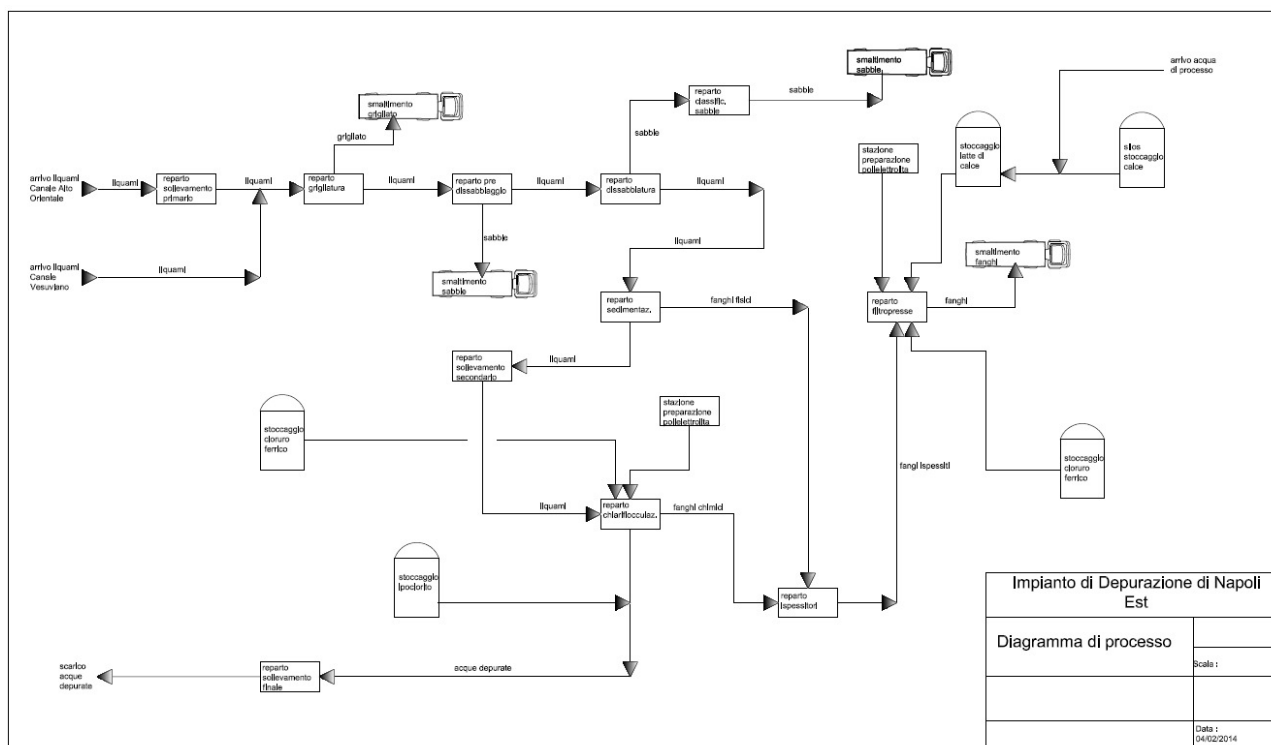 smaltimento
sabbie
arrivo acqua
di processo
smaltimento
grigliato
reparto
classific.
sabbie
sabbie
grigliato
sabbie
stazione
preparazione
polielettrolita
stoccaggio
latte di
calce
silos
stoccaggio
calce
arrivo liquami
Canale Alto
Orientale
liquami
reparto
sollevamento
primario
liquami
reparto
grigliatura
liquami
reparto pre
dissabbiaggio
liquami
reparto
dissabbiatura
liquami
sabbie
liquami
smaltimento
fanghi
arrivo liquami
Canale
Vesuviano
liquami
smaltimento
sabbie
reparto
sedimentaz.
fanghi fisici
reparto
filtropresse
fanghi
reparto
sollevamento
secondario
liquami
stazione
preparazione
polielettrolita
stoccaggio
cloruro
ferrico
fangi ispessiti
stoccaggio
cloruro
ferrico
liquami
reparto
chiariflocculaz.
fanghi chimici
stoccaggio
ipoclorito
reparto
ispessitori
Impianto di Depurazione di Napoli
Est
Diagramma di processo
Scala :
scarico
acque
depurate
reparto
sollevamento
finale
acque depurate
Data :
04/02/2014